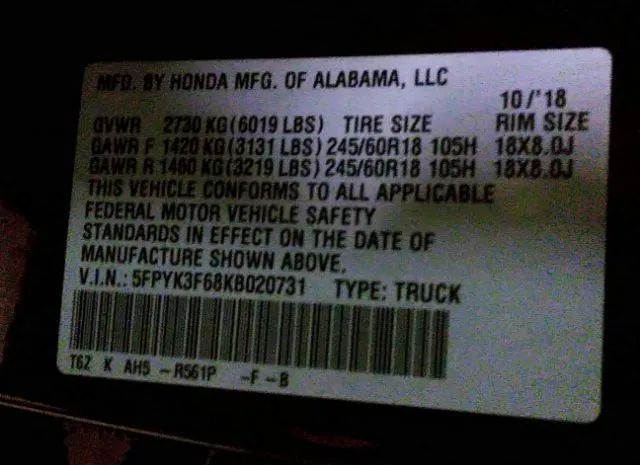 MFD. BY HONDA MFG. OF ALABAMA, LLC
10/'18
GVWR 2730 KG(6019 LBS) TIRE SIZE RIM SIZE
GAWR F 1420 KG(3131 LBS) 245/60R18 105H 18X8.0J
GAWR R 1460 KG(3219 LBS) 245/60R18 105H 18X8.0J
THIS VEHICLE CONFORMS TO ALL APPLICABLE
FEDERAL MOTOR VEHICLE SAFETY
STANDARDS IN EFFECT ON THE DATE OF
MANUFACTURE SHOWN ABOVE.
V.I.N.: 5FPYK3F68KB020731 TYPE: TRUCK
T6Z K AH5 -R561P -F-B